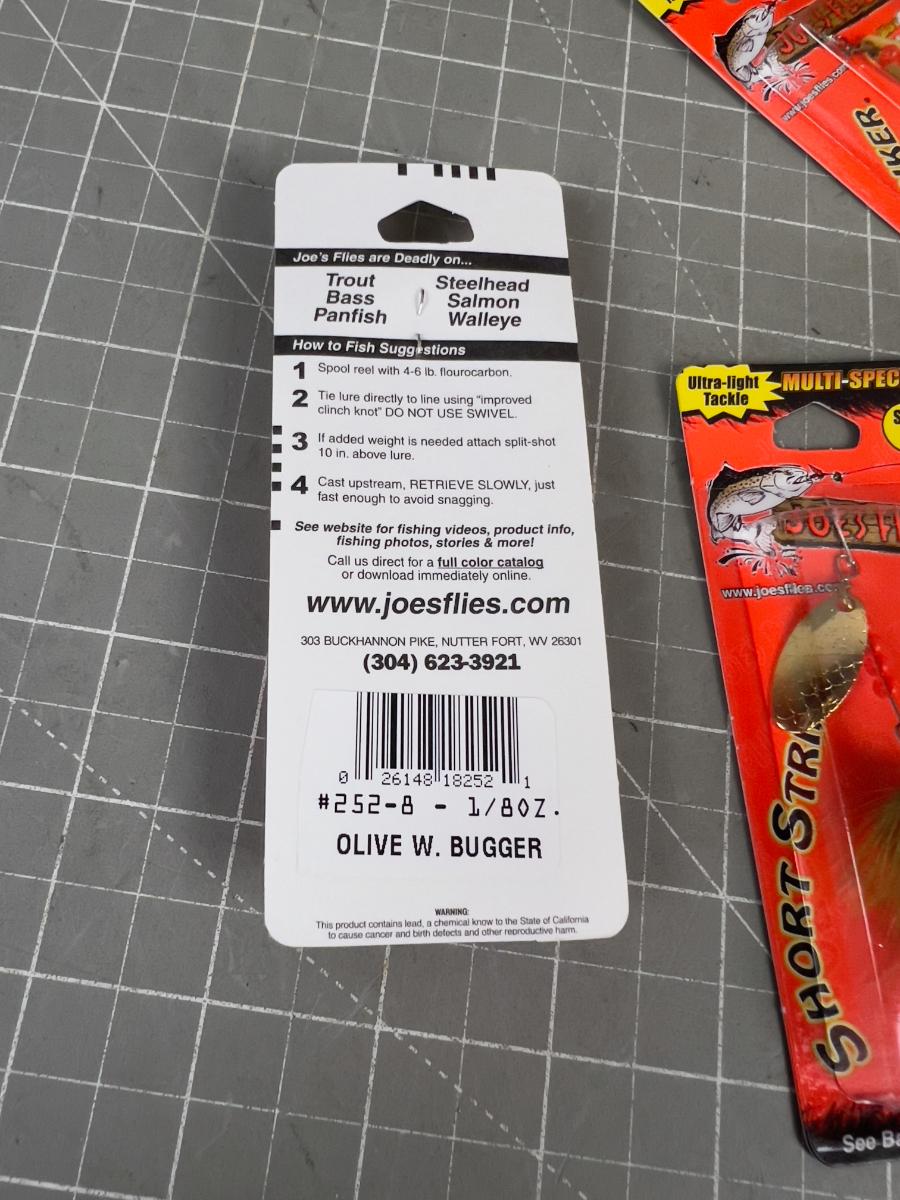 Joe's Flies are Deadly on...
Trout
Bass
Panfish
Steelhead
Salmon
Walleye
How to Fish Suggestions
1 Spool reel with 4-6 lb. flourocarbon.
2 Tie lure directly to line using "improved
clinch knot" DO NOT USE SWIVEL.
3 If added weight is needed attach split-shot
10 in. above lure.
4 Cast upstream, RETRIEVE SLOWLY, just
fast enough to avoid snagging.
See website for fishing videos, product info,
fishing photos, stories & more!
Call us direct for a full color catalog
or download immediately online.
www.joesflies.com
303 BUCKHANNON PIKE, NUTTER FORT, WV 26301
(304) 623-3921
0 26148 18252 1
#252-8 - 1/8OZ.
OLIVE W. BUGGER
WARNING:
This product contains lead, a chemical know to the State of California
to cause cancer and birth defects and other reproductive harm.
www.joesflies.com
Ultra-light
Tackle
www.joesflies.co
SHORT
See